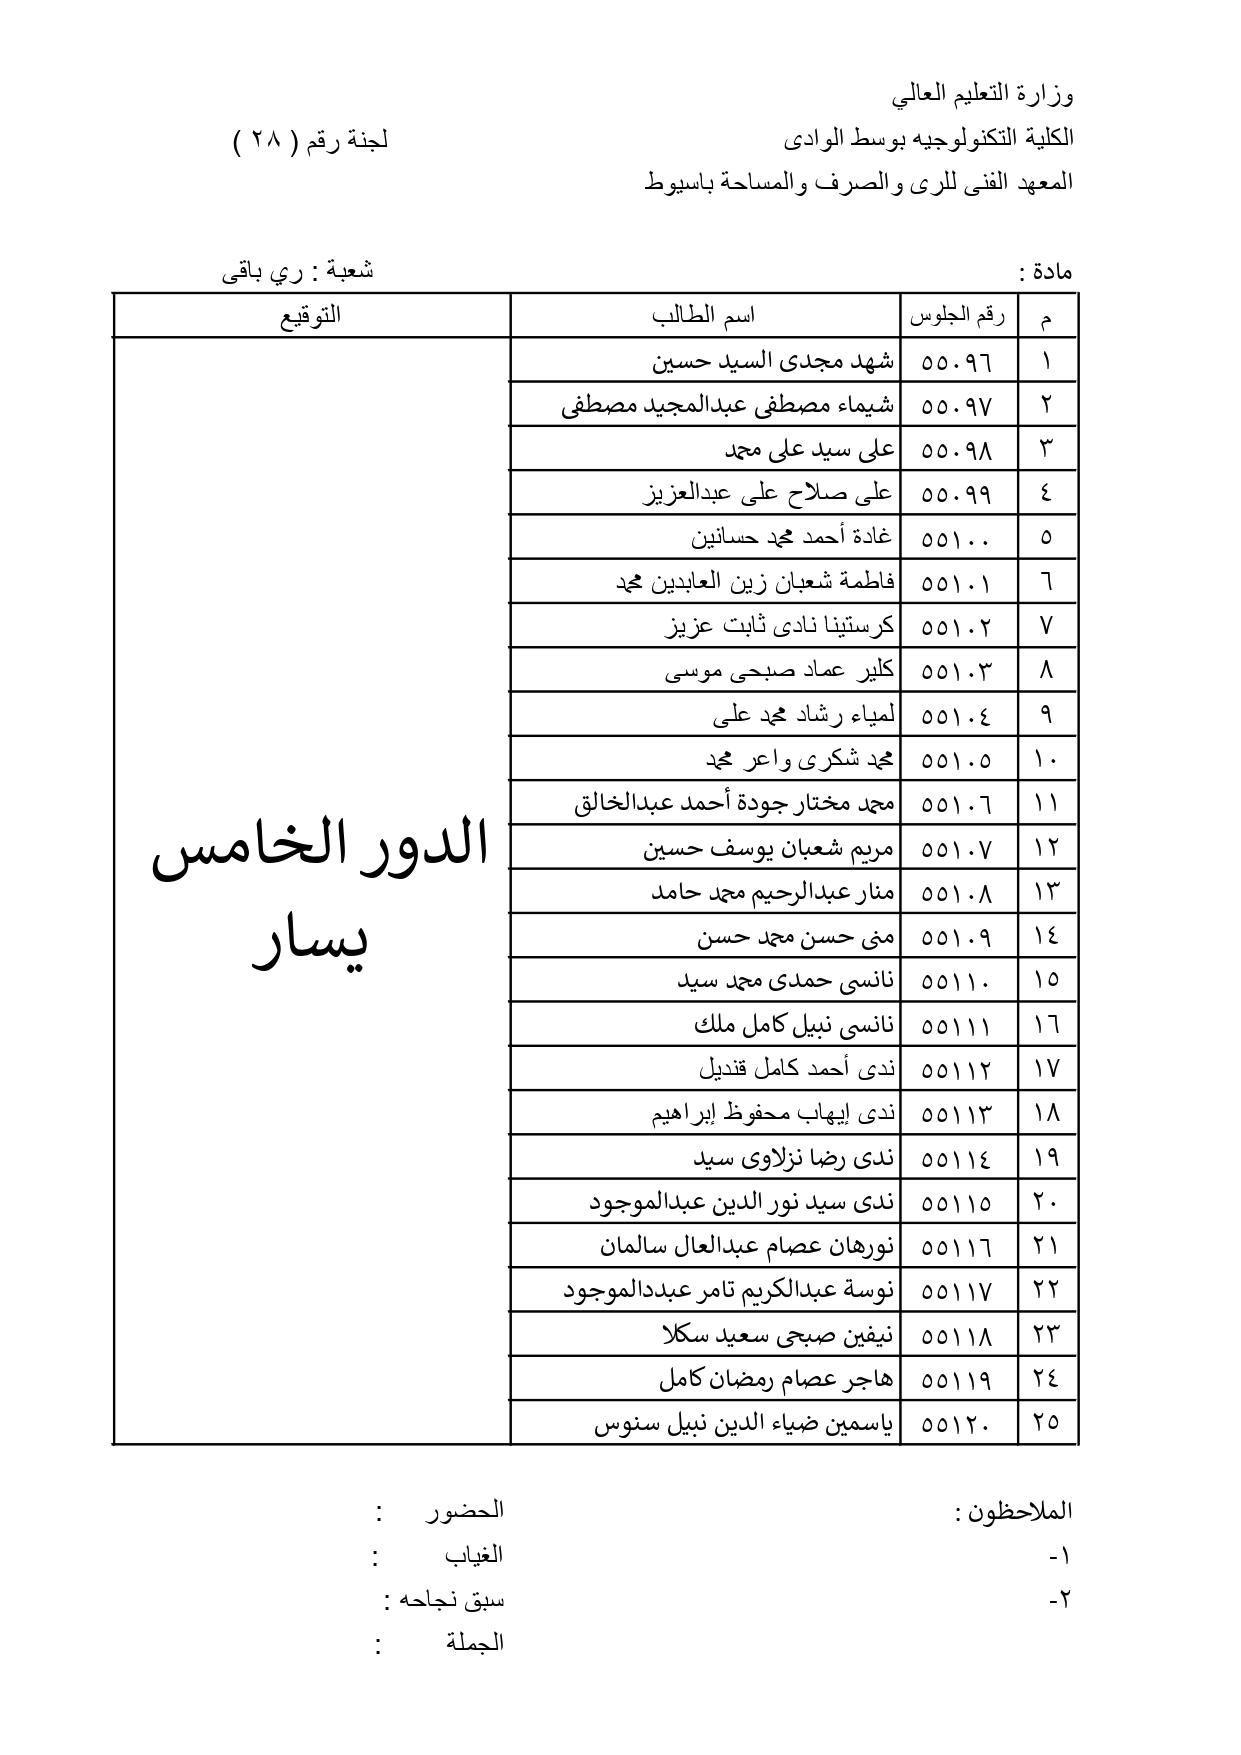 وزارة التعليم العالي
الكلية التكنولوجيه بوسط الوادى
لجنة رقم ( ٢٨ )
المعهد الفنى للرى والصرف والمساحة باسيوط
مادة : شعبة : ري باقى
م رقم الجلوس اسم الطالب التوقيع
١ ٥٥٠٩٦ شهد مجدى السيد حسين
٢ ٥٥٠٩٧ شيماء مصطفى عبدالمجيد مصطفى
٣ ٥٥٠٩٨ على سيد على محمد
٤ ٥٥٠٩٩ على صلاح على عبدالعزيز
٥ ٥٥١٠٠ غادة أحمد محمد حسانين
٦ ٥٥١٠١ فاطمة شعبان زين العابدين محمد
٧ ٥٥١٠٢ كرستينا نادى ثابت عزيز
٨ ٥٥١٠٣ كلير عماد صبحى موسى
٩ ٥٥١٠٤ لمياء رشاد محمد على
١٠ ٥٥١٠٥ محمد شكرى واعر محمد
١١ ٥٥١٠٦ محمد مختار جودة أحمد عبدالخالق
١٢ ٥٥١٠٧ مريم شعبان يوسف حسين
١٣ ٥٥١٠٨ منار عبدالرحيم محمد حامد
١٤ ٥٥١٠٩ منى حسن محمد حسن
١٥ ٥٥١١٠ نانسى حمدى محمد سيد
١٦ ٥٥١١١ نانسى نبيل كامل ملك
١٧ ٥٥١١٢ ندى أحمد كامل قنديل
١٨ ٥٥١١٣ ندى إيهاب محفوظ إبراهيم
١٩ ٥٥١١٤ ندى رضا نزلاوى سيد
٢٠ ٥٥١١٥ ندى سيد نور الدين عبدالموجود
٢١ ٥٥١١٦ نورهان عصام عبدالعال سالمان
٢٢ ٥٥١١٧ نوسة عبدالكريم تامر عبددالموجود
٢٣ ٥٥١١٨ نيفين صبحى سعيد سكلا
٢٤ ٥٥١١٩ هاجر عصام رمضان كامل
٢٥ ٥٥١٢٠ ياسمين ضياء الدين نبيل سنوس
الدور الخامس
يسار
الملاحظون : الحضور :
١- الغياب :
٢- سبق نجاحه :
الجملة :